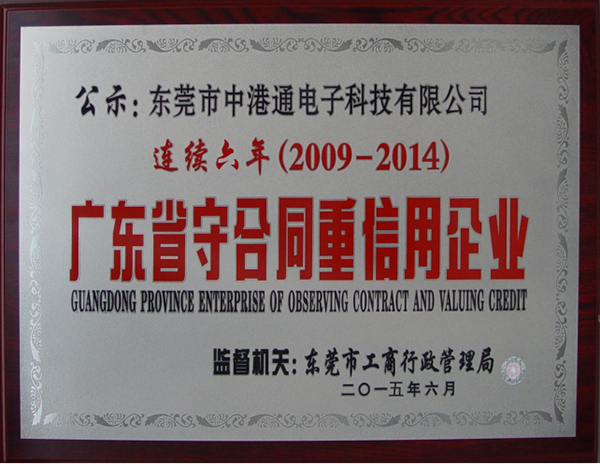 公示：东莞市中港通电子科技有限公司
连续六年(2009-2014)
广东省守合同重信用企业
GUANGDONG PROVINCE ENTERPRISE OF OBSERVING CONTRACT AND VALUING CREDIT
监督机关：东莞市工商行政管理局
二〇一五年六月